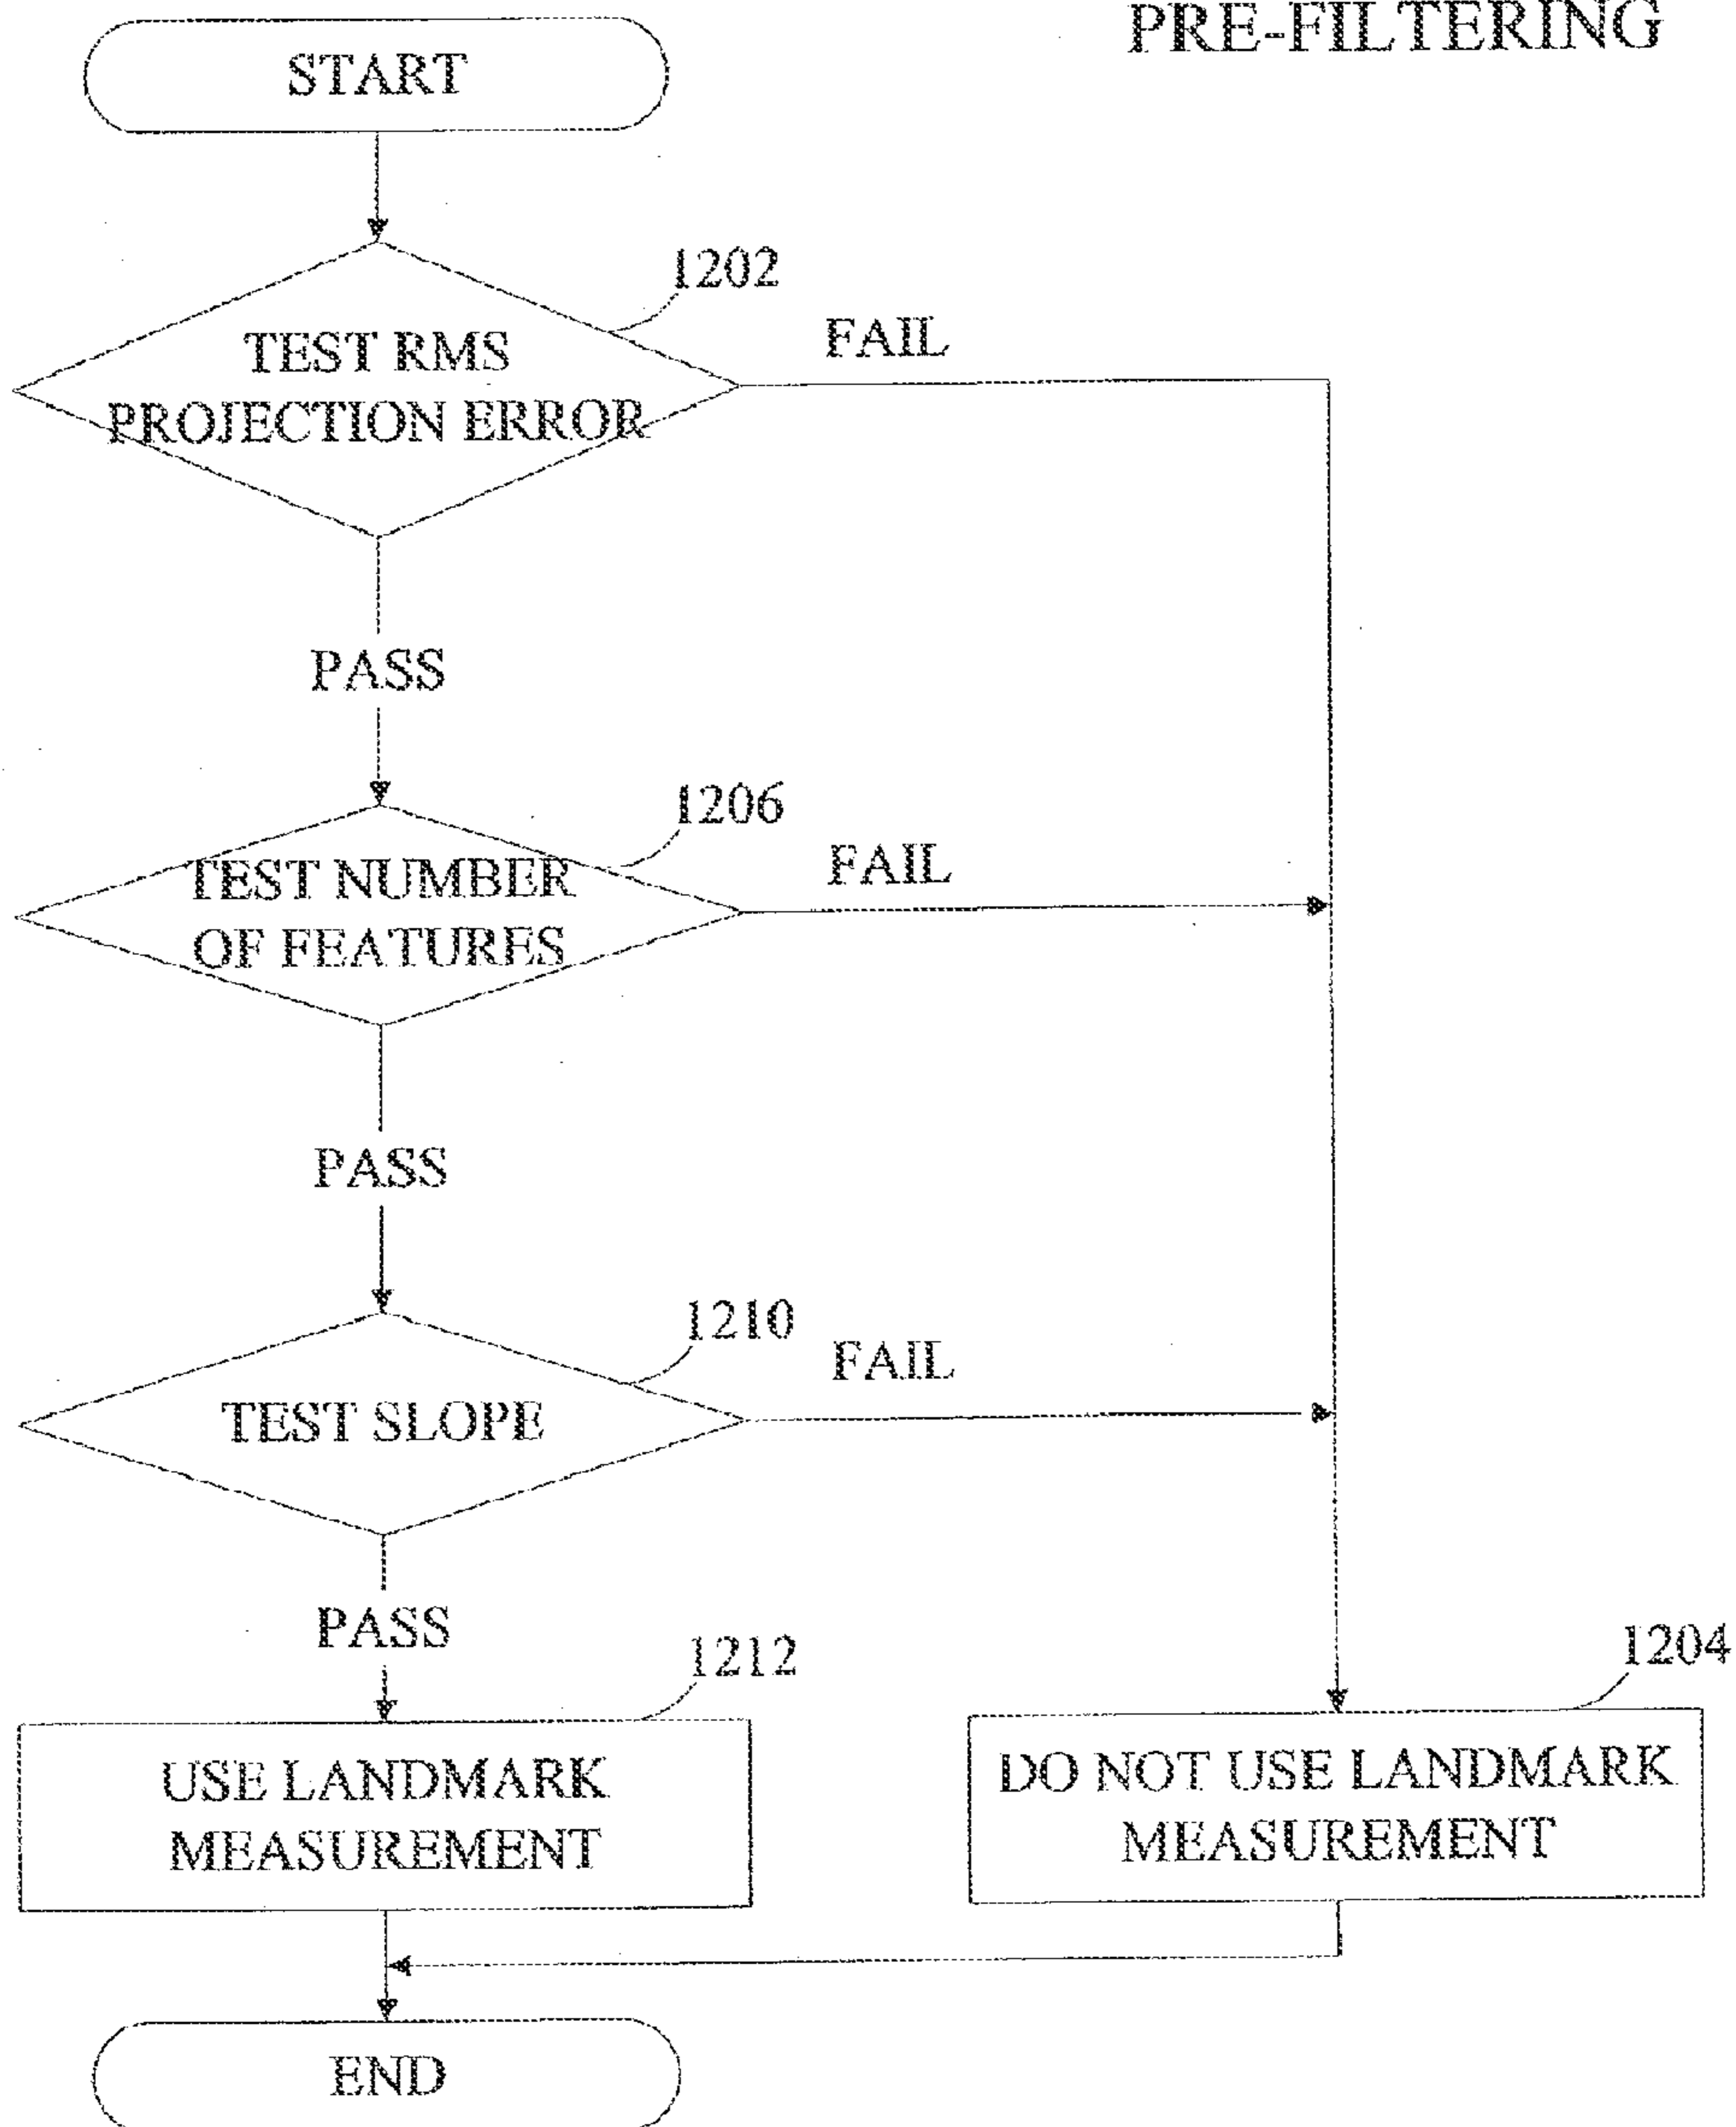 PRE-FILTERING
START
1202
TEST RMS
PROJECTION ERROR
FAIL
PASS
1206
TEST NUMBER
OF FEATURES
FAIL
PASS
1210
TEST SLOPE
FAIL
PASS
1212
USE LANDMARK
MEASUREMENT
1204
DO NOT USE LANDMARK
MEASUREMENT
END